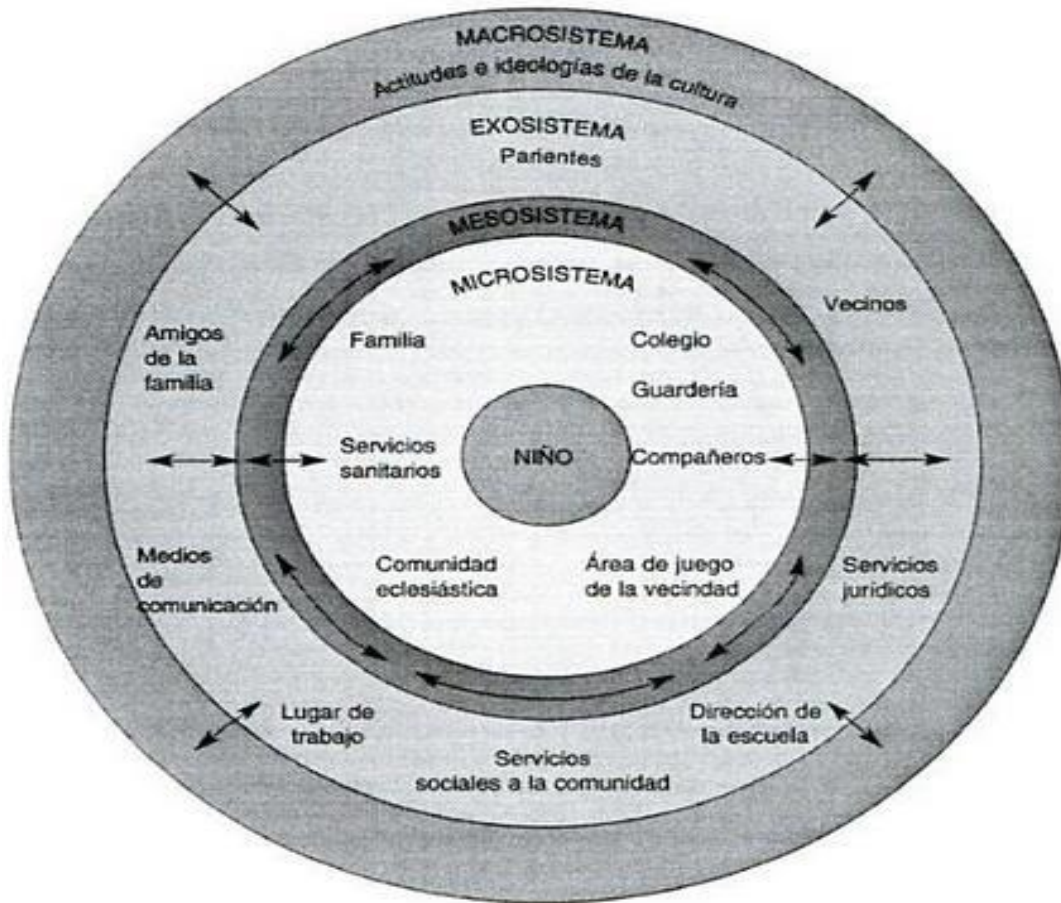 MACROSISTEMA
Actitudes e ideologías de la cultura
EXOSISTEMA
Parientes
MESOSISTEMA
MICROSISTEMA
Vecinos
Amigos
de la
familia
Familia
Colegio
Guardería
Servicios
sanitarios
NIÑO
Compañeros
Medios
de
comunicación
Comunidad
eclesiástica
Área de juego
de la vecindad
Servicios
jurídicos
Lugar de
trabajo
Dirección de
la escuela
Servicios
sociales a la comunidad